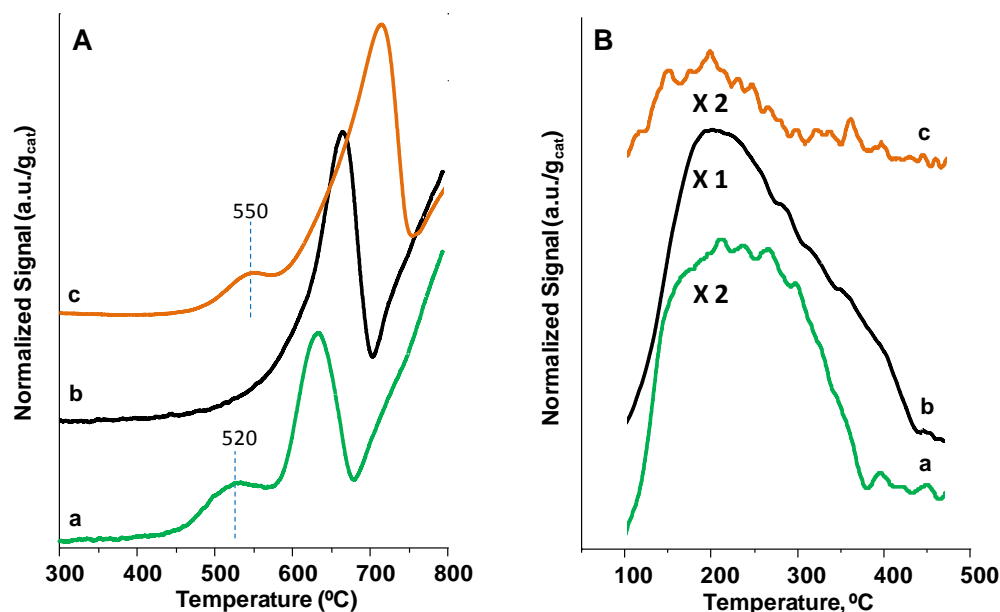 A
Normalized Signal (a.u./gcat)
550
c
b
520
a
300 400 500 600 700 800
Temperature (ºC)
B
Normalized Signal (a.u./gcat)
X 2
c
X 1
X 2
b
a
100 200 300 400 500
Temperature, ºC